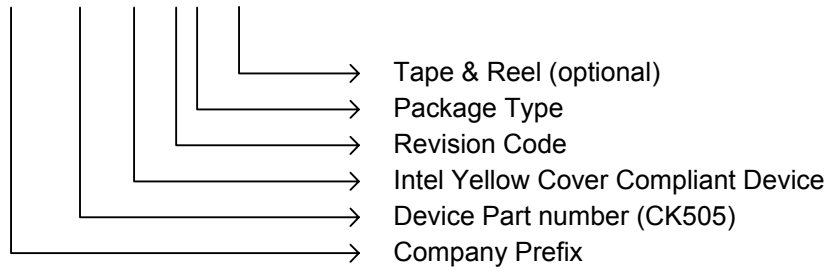 Tape & Reel (optional)
Package Type
Revision Code
Intel Yellow Cover Compliant Device
Device Part number (CK505)
Company Prefix